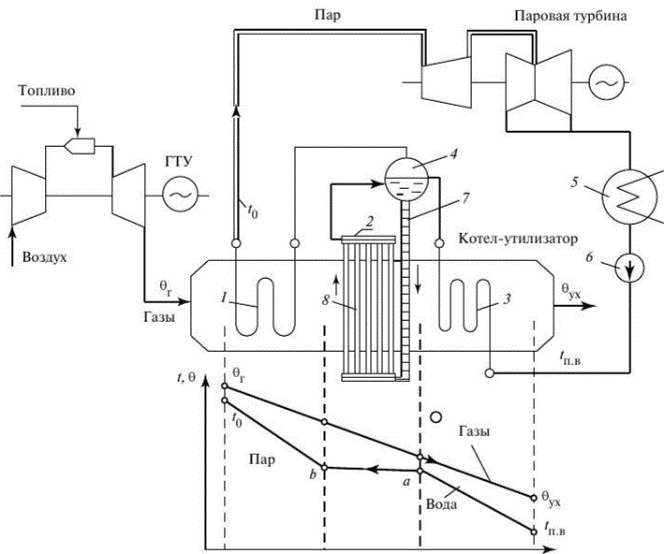 Пар
Паровая турбина
Топливо
ГТУ
Воздух
t0
4
7
5
6
2
Котел-утилизатор
θг
Газы
1
8
3
θух
tп.в
t, θ
θг
t0
Пар
b
a
Газы
Вода
θух
tп.в